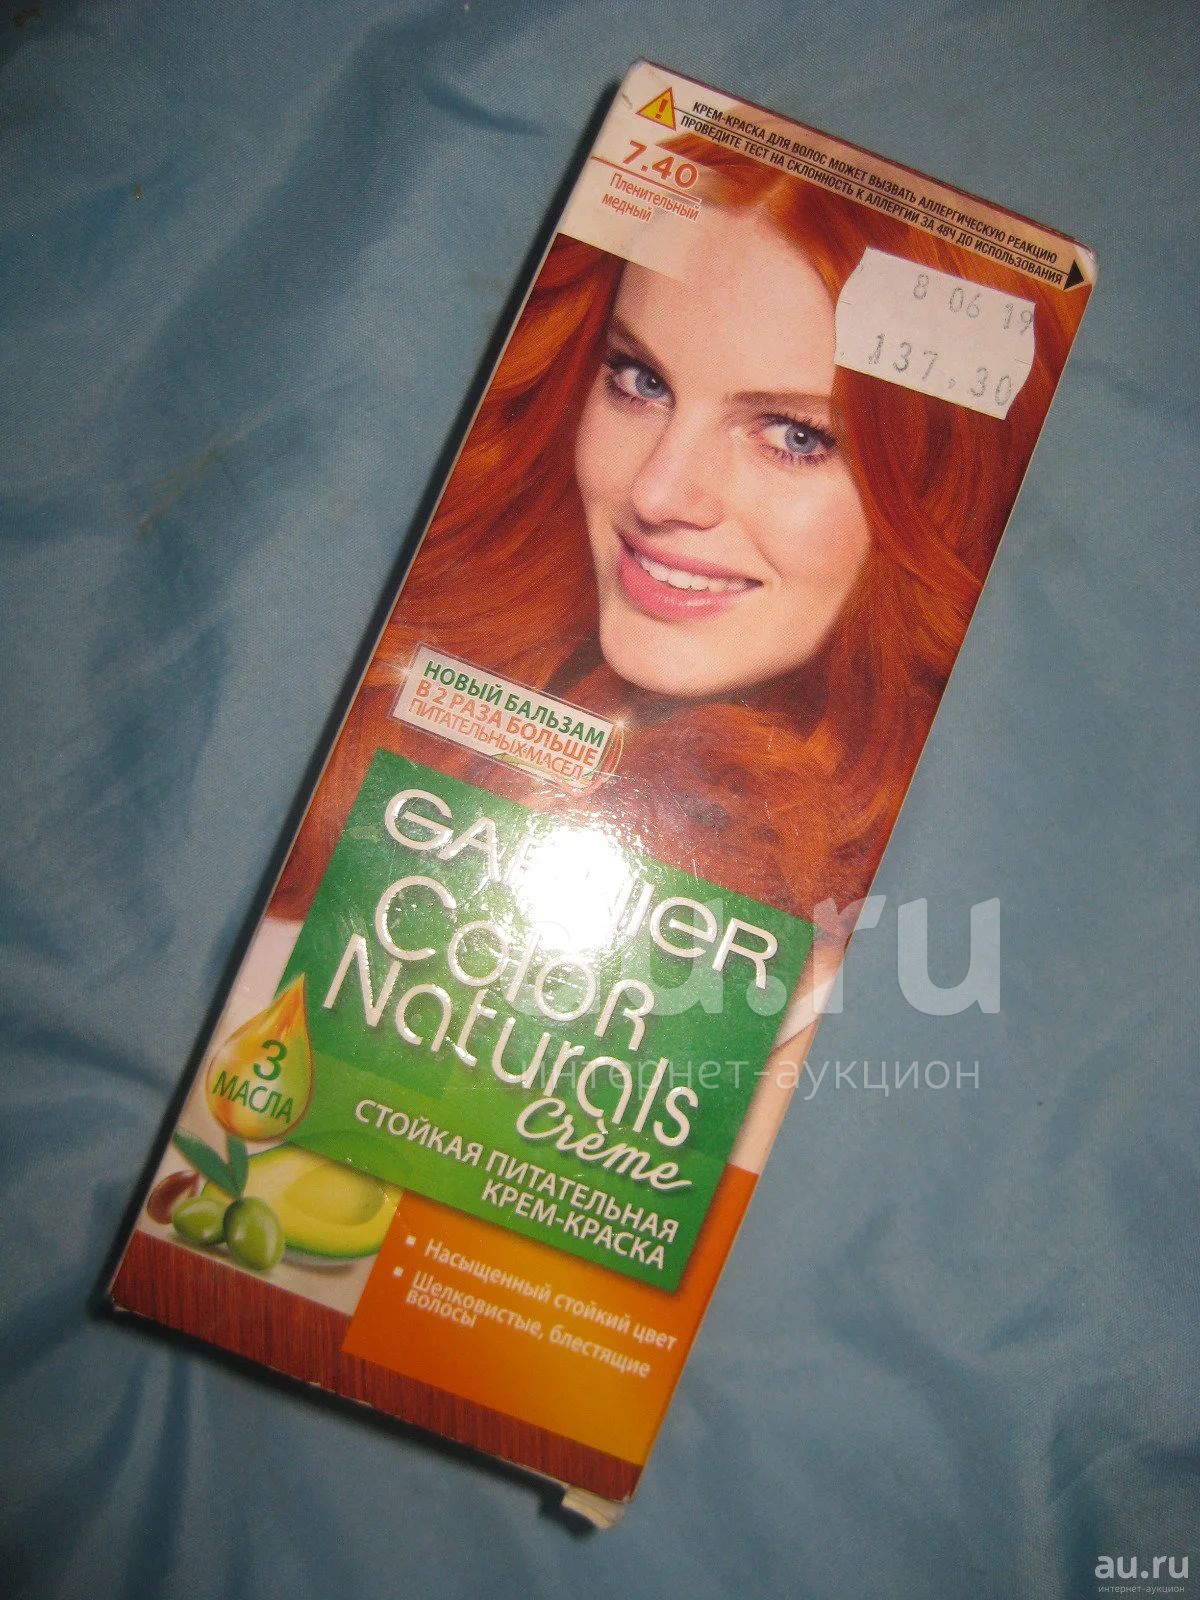 КРЕМ-КРАСКА ДЛЯ ВОЛОС МОЖЕТ ВЫЗВАТЬ АЛЛЕРГИЧЕСКУЮ РЕАКЦИЮ
ПРОВЕДИТЕ ТЕСТ НА СКЛОННОСТЬ К АЛЛЕРГИИ ЗА 48Ч ДО ИСПОЛЬЗОВАНИЯ
7.40
Пленительный
медный
8 06 19
137.30
НОВЫЙ БАЛЬЗАМ
В 2 РАЗА БОЛЬШЕ
ПИТАТЕЛЬНЫХ МАСЕЛ
GARNIER
Color
Naturals
Crème
3
МАСЛА
СТОЙКАЯ ПИТАТЕЛЬНАЯ
КРЕМ-КРАСКА
▪ Насыщенный стойкий цвет
▪ Шелковистые, блестящие
волосы
au.ru
интернет-аукцион
au.ru
интернет-аукцион